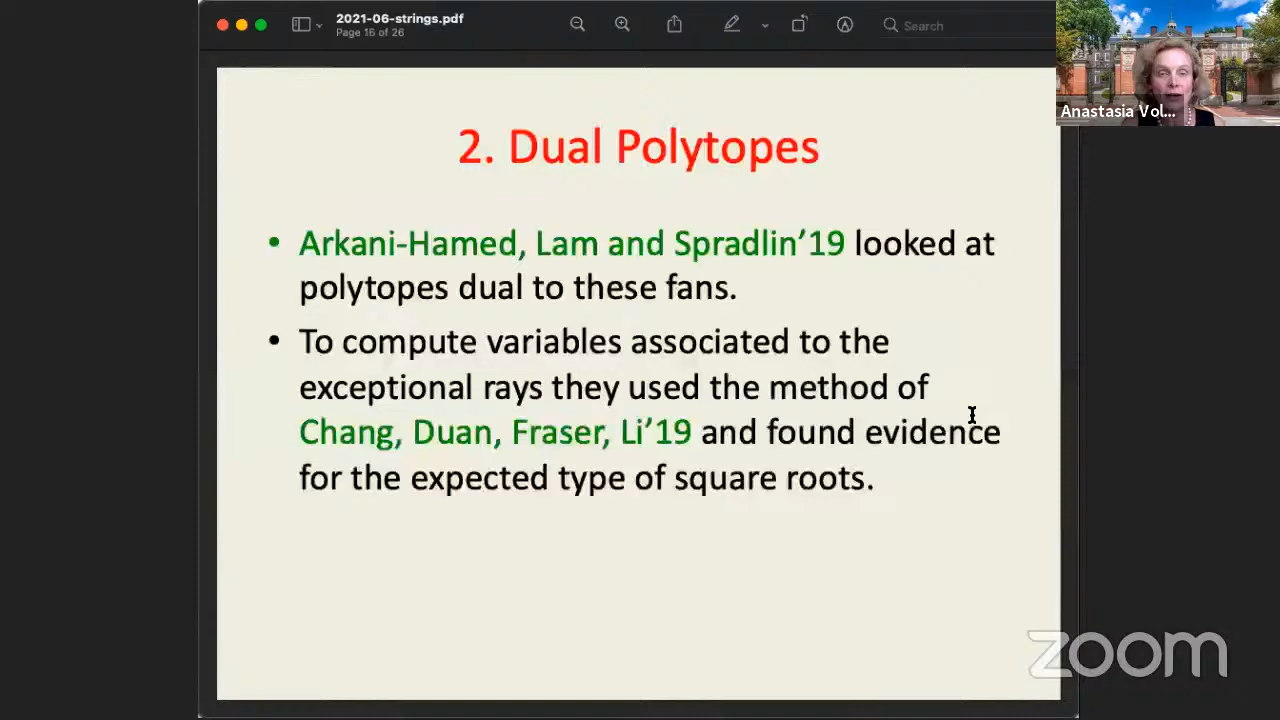 2021-06-strings.pdf
Page 16 of 26
Search
Anastasia Vol...
2. Dual Polytopes
• Arkani-Hamed, Lam and Spradlin’19 looked at
polytopes dual to these fans.
• To compute variables associated to the
exceptional rays they used the method of
Chang, Duan, Fraser, Li’19 and found evidence
for the expected type of square roots.
zoom